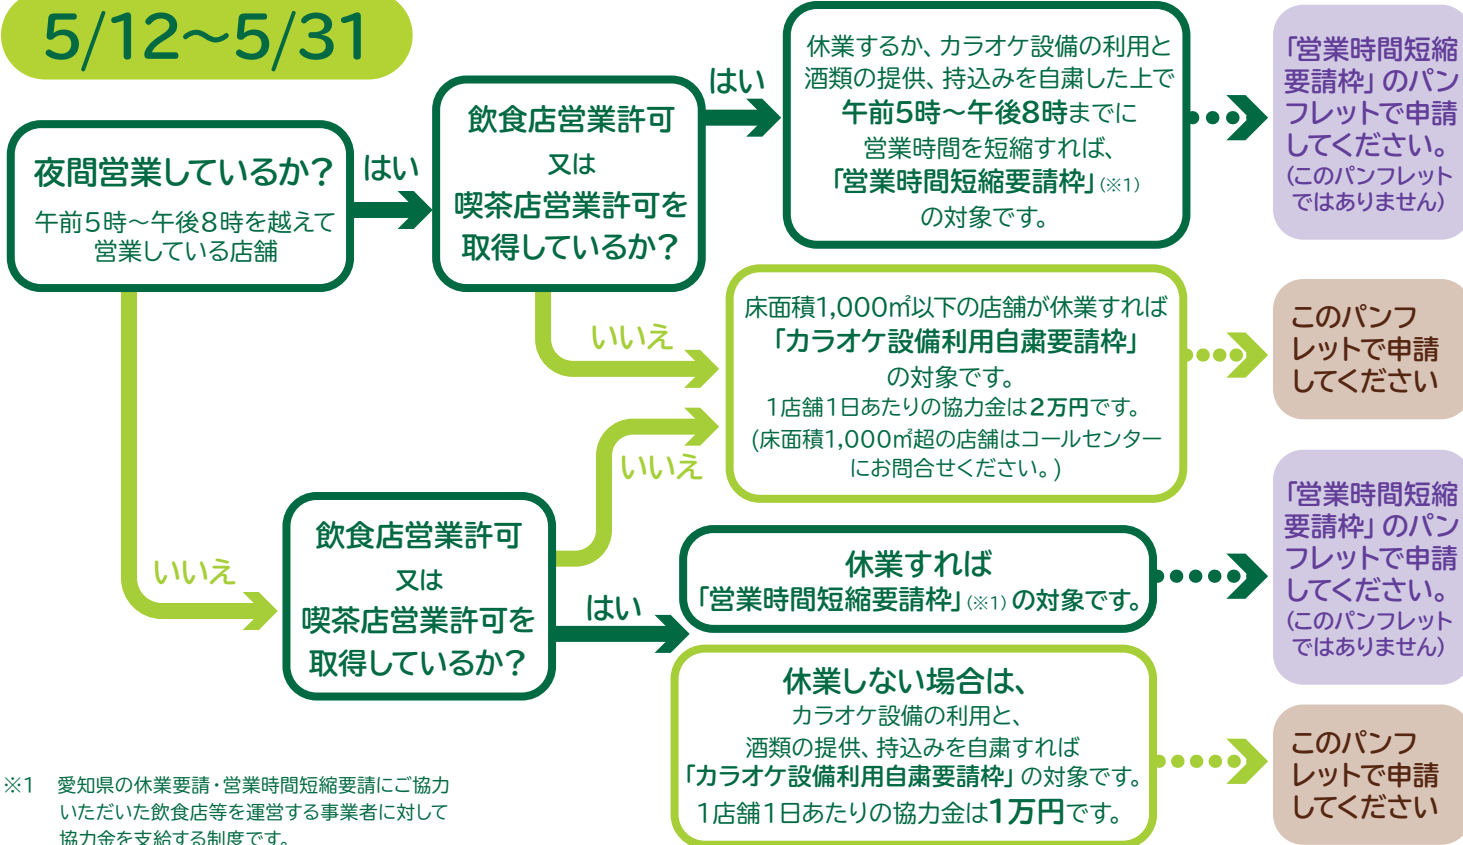 5/12～5/31
夜間営業しているか?
午前5時～午後8時を越えて
営業している店舗
はい
飲食店営業許可
又は
喫茶店営業許可を
取得しているか?
はい
休業するか、カラオケ設備の利用と
酒類の提供、持込みを自粛した上で
午前5時～午後8時までに
営業時間を短縮すれば、
「営業時間短縮要請枠」(※1)
の対象です。
「営業時間短縮
要請枠」のパン
フレットで申請
してください。
(このパンフレット
ではありません)
いいえ
床面積1,000㎡以下の店舗が休業すれば
「カラオケ設備利用自粛要請枠」
の対象です。
1店舗1日あたりの協力金は2万円です。
(床面積1,000㎡超の店舗はコールセンター
にお問合せください。)
このパンフ
レットで申請
してください
いいえ
いいえ
飲食店営業許可
又は
喫茶店営業許可を
取得しているか?
はい
休業すれば
「営業時間短縮要請枠」(※1)の対象です。
「営業時間短縮
要請枠」のパン
フレットで申請
してください。
(このパンフレット
ではありません)
休業しない場合は、
カラオケ設備の利用と、
酒類の提供、持込みを自粛すれば
「カラオケ設備利用自粛要請枠」の対象です。
1店舗1日あたりの協力金は1万円です。
このパンフ
レットで申請
してください
※1 愛知県の休業要請・営業時間短縮要請にご協力
いただいた飲食店等を運営する事業者に対して
協力金を支給する制度です。